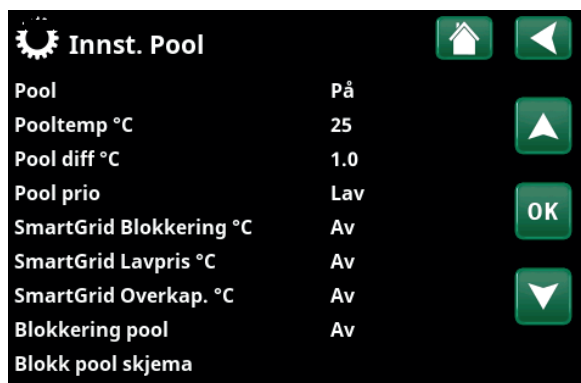 Innst. Pool
Pool På
Pooltemp °C 25
Pool diff °C 1.0
Pool prio Lav
SmartGrid Blokkering °C Av
SmartGrid Lavpris °C Av
SmartGrid Overkap. °C Av
Blokkering pool Av
Blokk pool skjema
OK